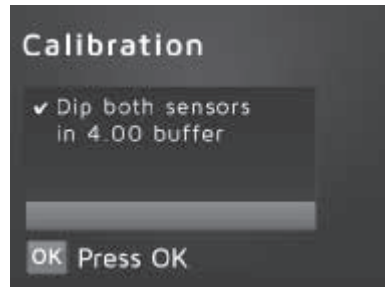 Calibration
✔ Dip both sensors
in 4.00 buffer
OK Press OK